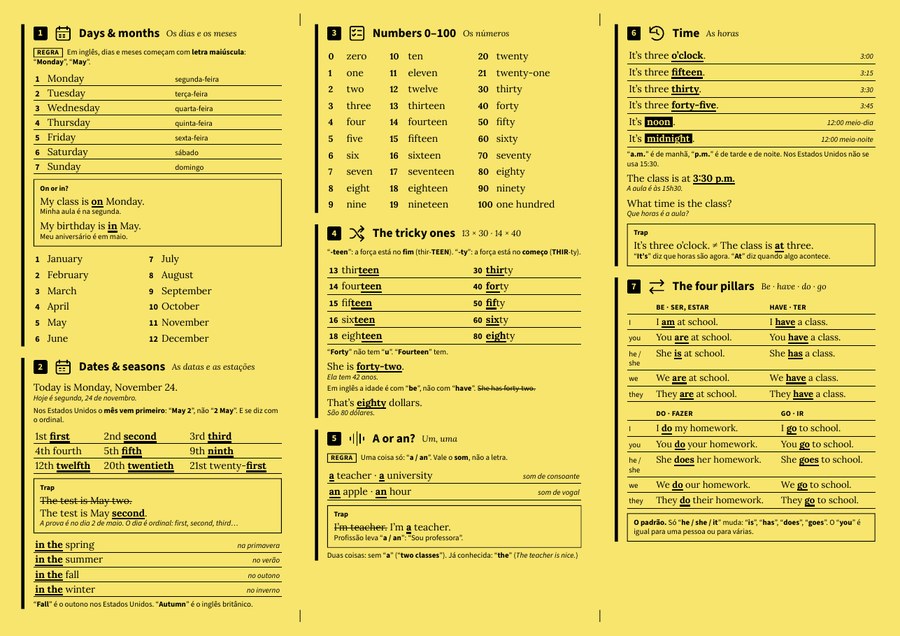 1 Days & months Os dias e os meses
REGRA Em inglês, dias e meses começam com letra maiúscula:
"Monday", "May".
1 Monday segunda-feira
2 Tuesday terça-feira
3 Wednesday quarta-feira
4 Thursday quinta-feira
5 Friday sexta-feira
6 Saturday sábado
7 Sunday domingo
On or in?
My class is on Monday.
Minha aula é na segunda.
My birthday is in May.
Meu aniversário é em maio.
1 January 7 July
2 February 8 August
3 March 9 September
4 April 10 October
5 May 11 November
6 June 12 December
2 Dates & seasons As datas e as estações
Today is Monday, November 24.
Hoje é segunda, 24 de novembro.
Nos Estados Unidos o mês vem primeiro: "May 2", não "2 May". E se diz com
o ordinal.
1st first 2nd second 3rd third
4th fourth 5th fifth 9th ninth
12th twelfth 20th twentieth 21st twenty-first
Trap
The test is May two.
The test is May second.
A prova é no dia 2 de maio. O dia é ordinal: first, second, third…
in the spring na primavera
in the summer no verão
in the fall no outono
in the winter no inverno
"Fall" é o outono nos Estados Unidos. "Autumn" é o inglês britânico.
3 Numbers 0–100 Os números
0 zero 10 ten 20 twenty
1 one 11 eleven 21 twenty-one
2 two 12 twelve 30 thirty
3 three 13 thirteen 40 forty
4 four 14 fourteen 50 fifty
5 five 15 fifteen 60 sixty
6 six 16 sixteen 70 seventy
7 seven 17 seventeen 80 eighty
8 eight 18 eighteen 90 ninety
9 nine 19 nineteen 100 one hundred
4 The tricky ones 13 × 30 · 14 × 40
"-teen": a força está no fim (thir-TEEN). "-ty": a força está no começo (THIR-ty).
13 thirteen 30 thirty
14 fourteen 40 forty
15 fifteen 50 fifty
16 sixteen 60 sixty
18 eighteen 80 eighty
"Forty" não tem "u". "Fourteen" tem.
She is forty-two.
Ela tem 42 anos.
Em inglês a idade é com "be", não com "have". She has forty-two.
That's eighty dollars.
São 80 dólares.
5 A or an? Um, uma
REGRA Uma coisa só: "a / an". Vale o som, não a letra.
a teacher · a university som de consoante
an apple · an hour som de vogal
Trap
I'm teacher. I'm a teacher.
Profissão leva "a / an": "Sou professora".
Duas coisas: sem "a" ("two classes"). Já conhecida: "the" (The teacher is nice.)
6 Time As horas
It's three o'clock. 3:00
It's three fifteen. 3:15
It's three thirty. 3:30
It's three forty-five. 3:45
It's noon. 12:00 meio-dia
It's midnight. 12:00 meia-noite
"a.m." é de manhã, "p.m." é de tarde e de noite. Nos Estados Unidos não se
usa 15:30.
The class is at 3:30 p.m.
A aula é às 15h30.
What time is the class?
Que horas é a aula?
Trap
It's three o'clock. ≠ The class is at three.
"It's" diz que horas são agora. "At" diz quando algo acontece.
7 The four pillars Be · have · do · go
BE · SER, ESTAR HAVE · TER
I I am at school. I have a class.
you You are at school. You have a class.
he / She is at school. She has a class.
she
we We are at school. We have a class.
they They are at school. They have a class.
DO · FAZER GO · IR
I I do my homework. I go to school.
you You do your homework. You go to school.
he / She does her homework. She goes to school.
she
we We do our homework. We go to school.
they They do their homework. They go to school.
O padrão. Só "he / she / it" muda: "is", "has", "does", "goes". O "you" é
igual para uma pessoa ou para várias.